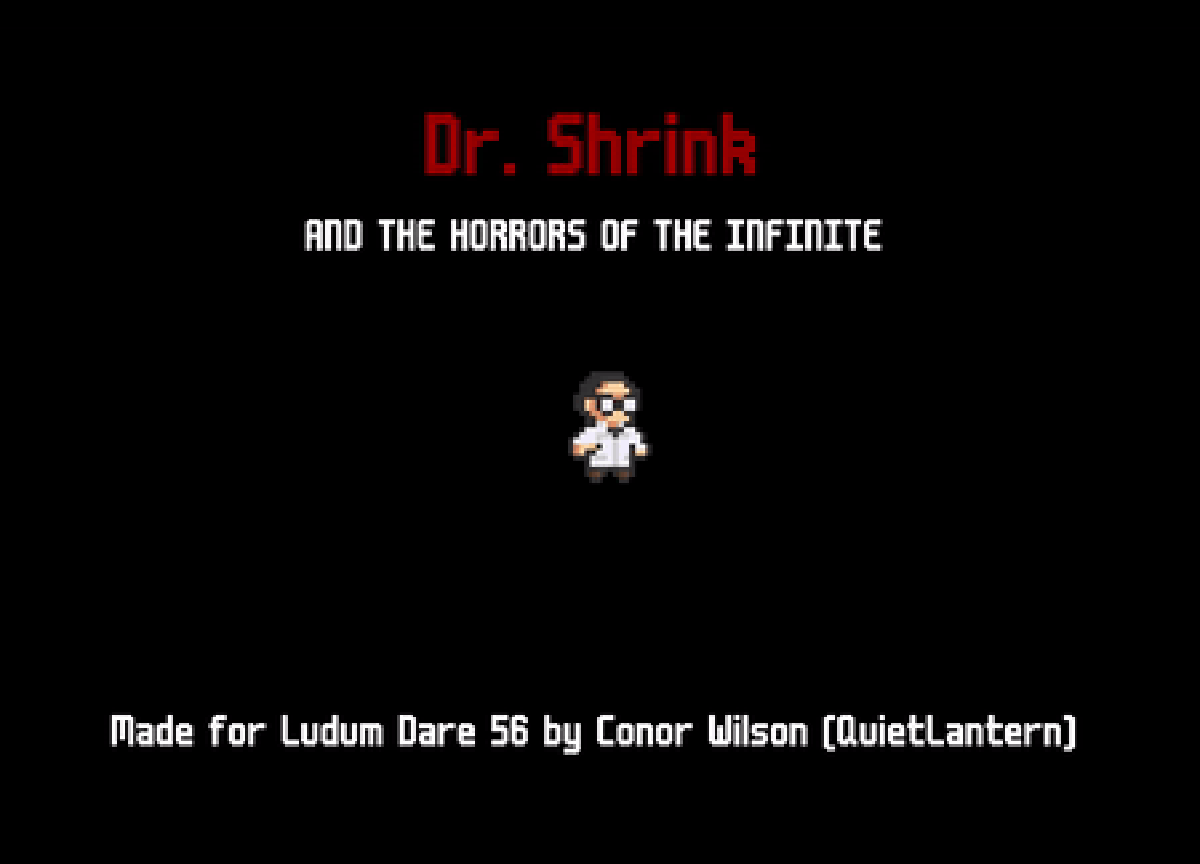 Dr. Shrink
AND THE HORRORS OF THE INFINITE
Made for Ludum Dare 56 by Conor Wilson (QuietLantern)